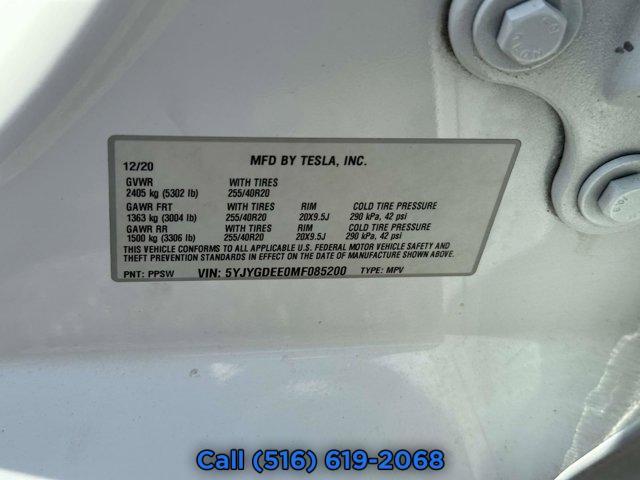 12/20 MFD BY TESLA, INC.
GVWR WITH TIRES
2405 kg (5302 lb) 255/40R20
GAWR FRT WITH TIRES RIM COLD TIRE PRESSURE
1363 kg (3004 lb) 255/40R20 20X9.5J 290 kPa, 42 psi
GAWR RR WITH TIRES RIM COLD TIRE PRESSURE
1500 kg (3306 lb) 255/40R20 20X9.5J 290 kPa, 42 psi
THIS VEHICLE CONFORMS TO ALL APPLICABLE U.S. FEDERAL MOTOR VEHICLE SAFETY AND
THEFT PREVENTION STANDARDS IN EFFECT ON THE DATE OF MANUFACTURE SHOWN ABOVE.
PNT: PPSW VIN: 5YJYGDEE0MF085200 TYPE: MPV
Call (516) 619-2068